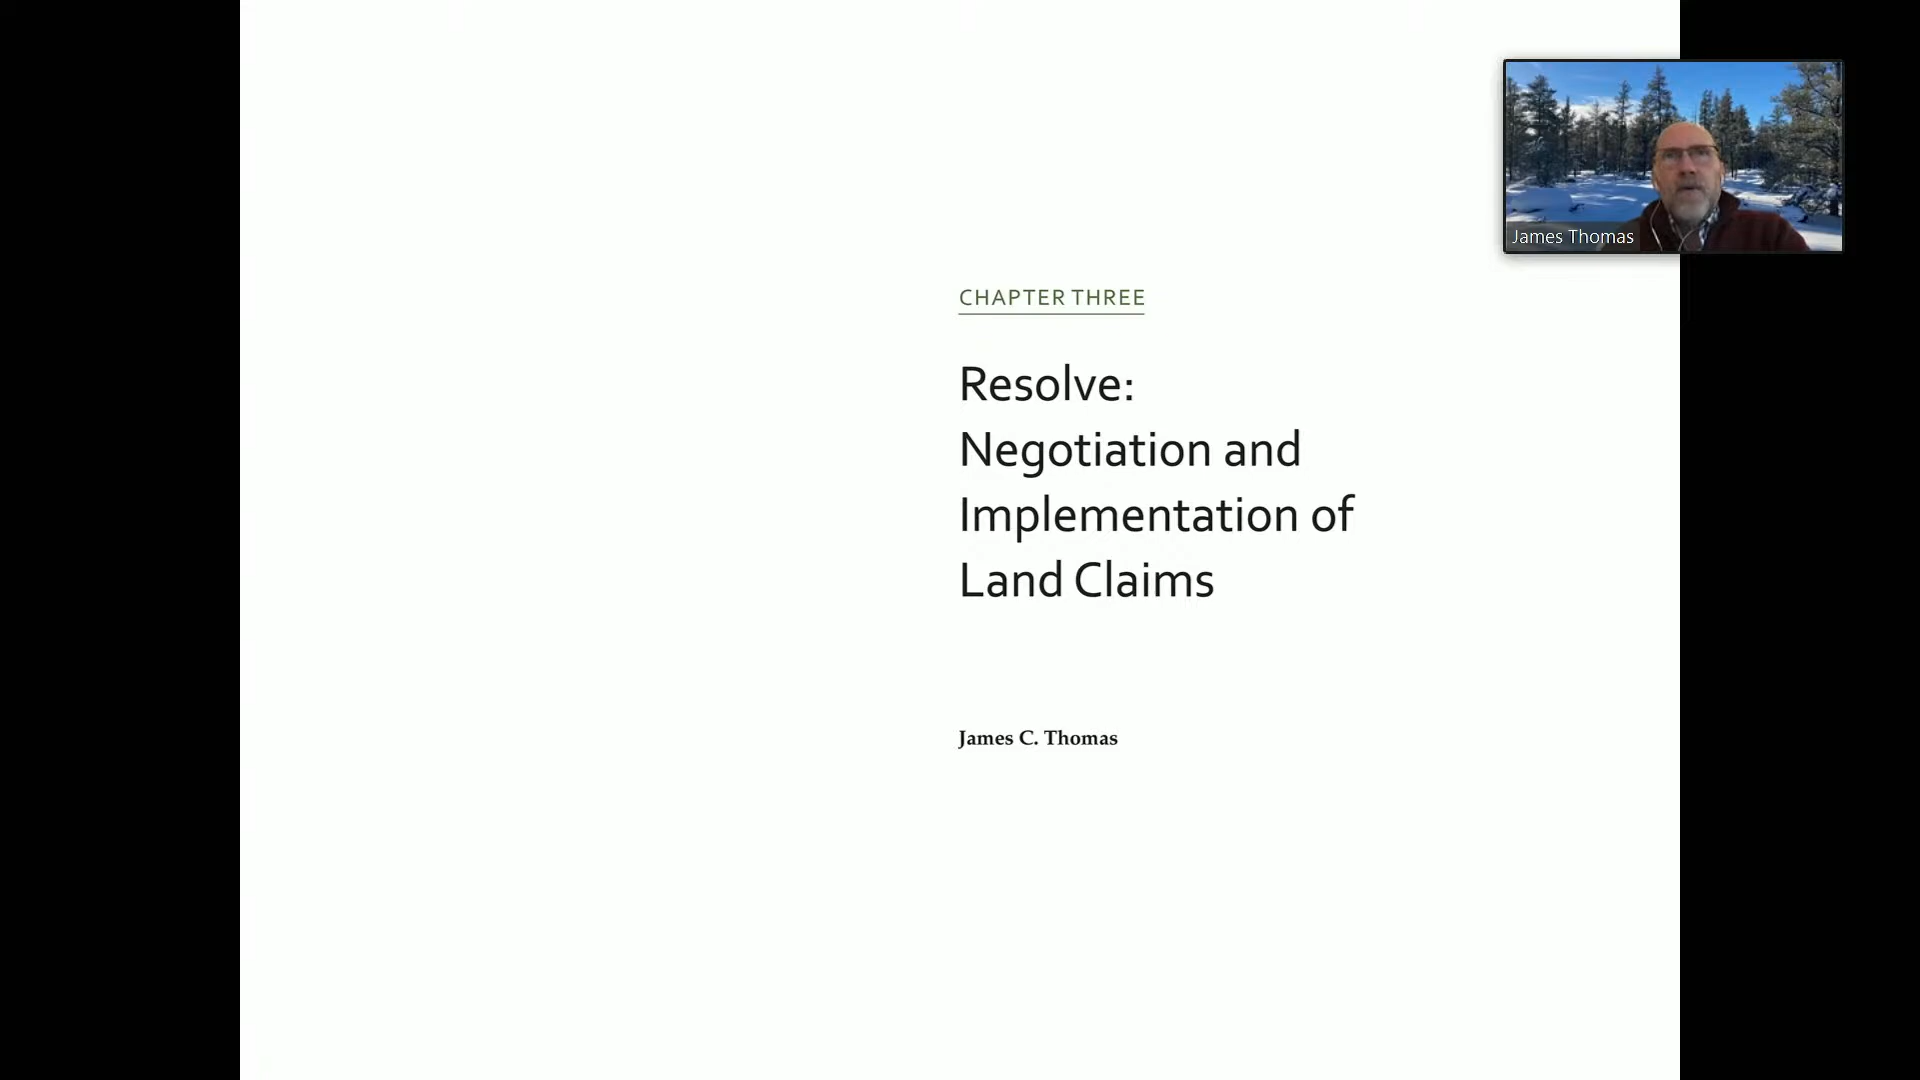 James Thomas
CHAPTER THREE
Resolve:
Negotiation and
Implementation of
Land Claims
James C. Thomas